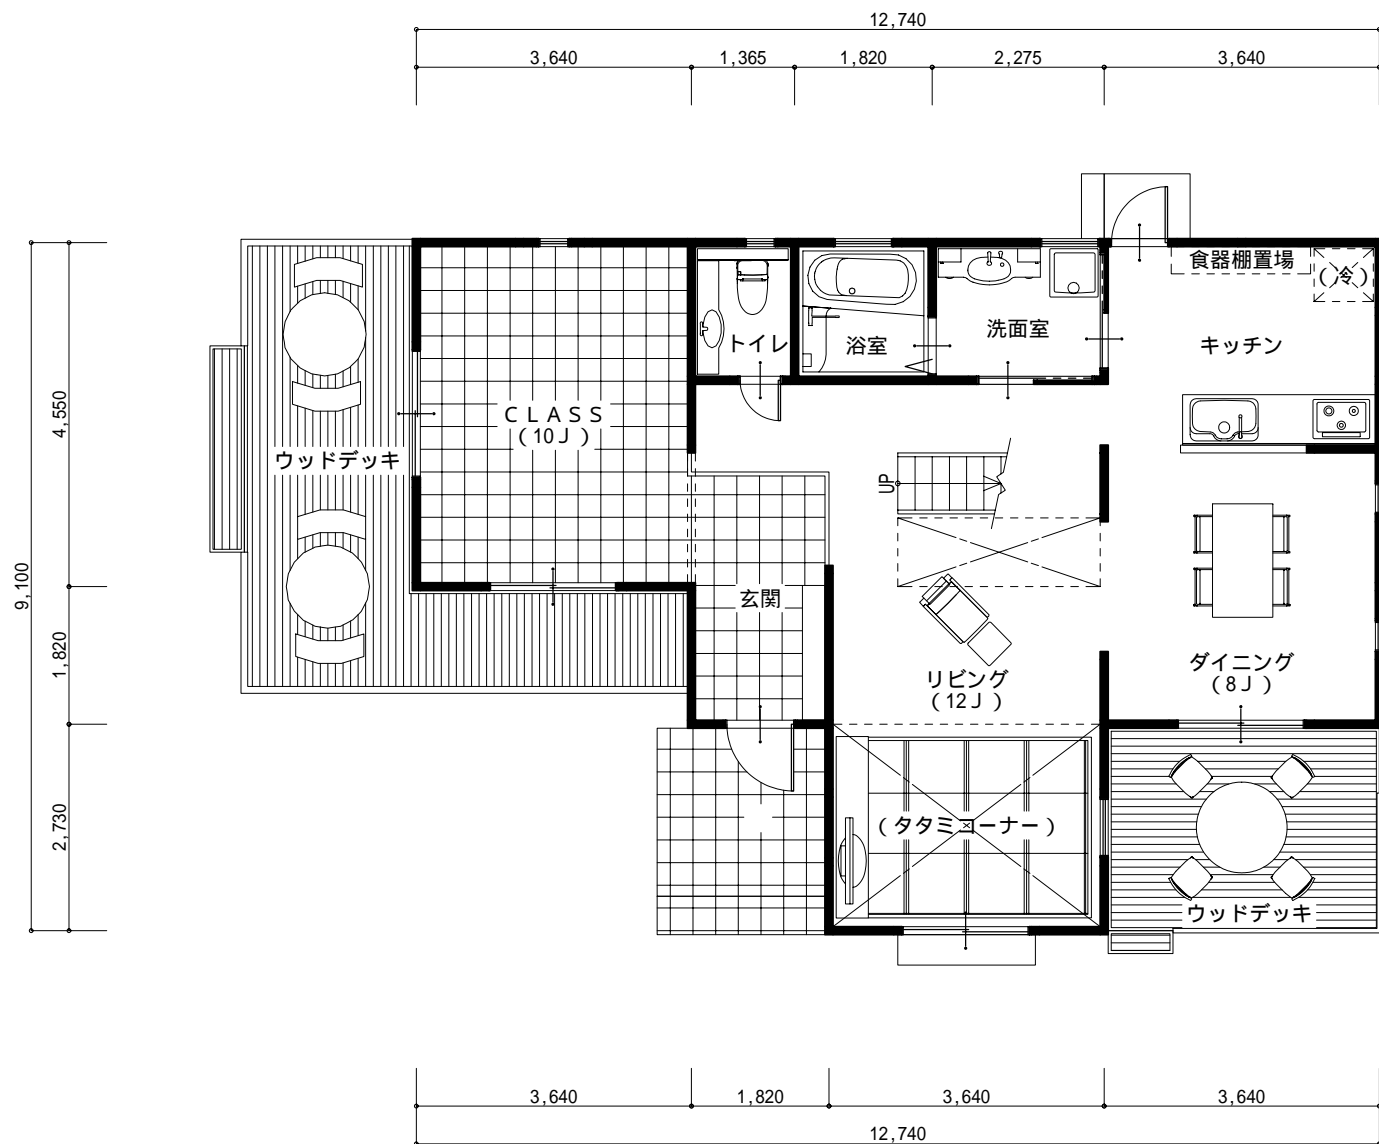 12,740
3,640
1,365
1,820
2,275
3,640
食器棚置場
(冷)
トイレ
浴室
洗面室
キッチン
CLASS
(10J)
ウッドデッキ
UP
玄関
リビング
(12J)
ダイニング
(8J)
(タタミコーナー)
ウッドデッキ
4,550
9,100
1,820
2,730
3,640
1,820
3,640
3,640
12,740